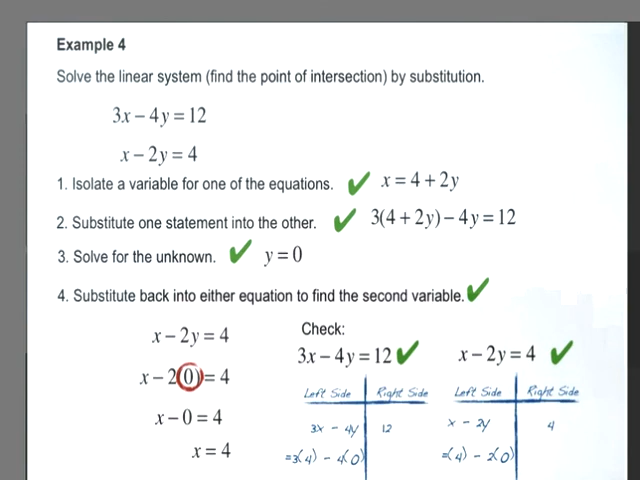 Example 4
Solve the linear system (find the point of intersection) by substitution.
3x – 4y = 12
x – 2y = 4
1. Isolate a variable for one of the equations. ✔ x = 4 + 2y
2. Substitute one statement into the other. ✔ 3(4 + 2y) – 4y = 12
3. Solve for the unknown. ✔ y = 0
4. Substitute back into either equation to find the second variable. ✔
x – 2y = 4
x – 2(0) = 4
x – 0 = 4
x = 4
Check:
3x – 4y = 12 ✔
Left Side Right Side
3x - 4y 12
=3(4) - 4(0)
x – 2y = 4 ✔
Left Side Right Side
x - 2y 4
=(4) - 2(0)